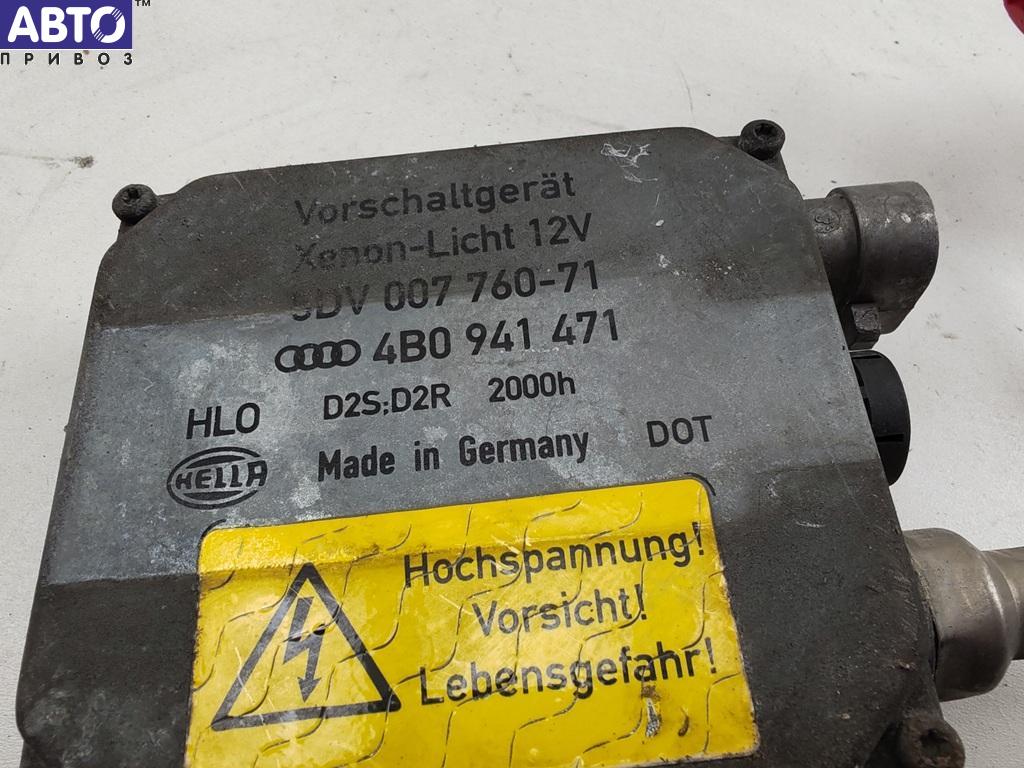 АВТО™
ПРИВОЗ
Vorschaltgerät
Xenon-Licht 12V
5DV 007 760-71
4B0 941 471
D2S;D2R 2000h
HLO
HELLA
Made in Germany
DOT
Hochspannung!
Vorsicht!
Lebensgefahr!